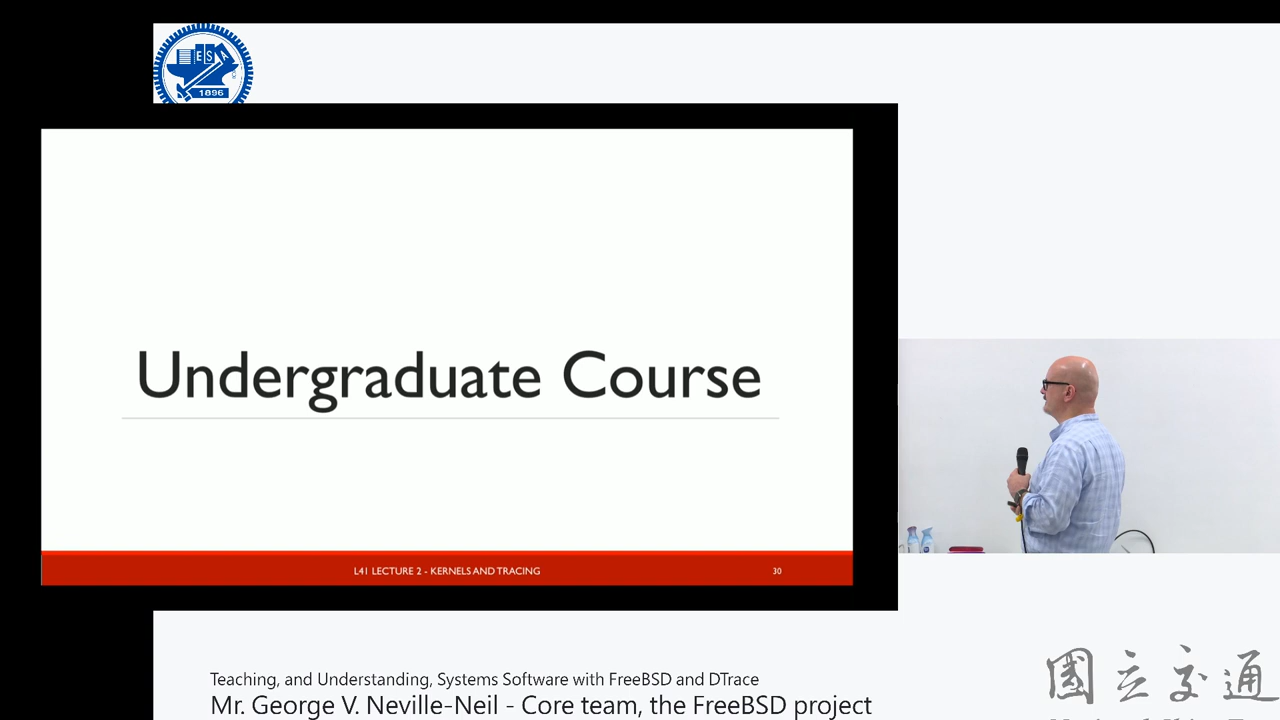 ESA
1896
Undergraduate Course
L41 LECTURE 2 - KERNELS AND TRACING
30
Teaching, and Understanding, Systems Software with FreeBSD and DTrace
Mr. George V. Neville-Neil - Core team, the FreeBSD project
國立交通